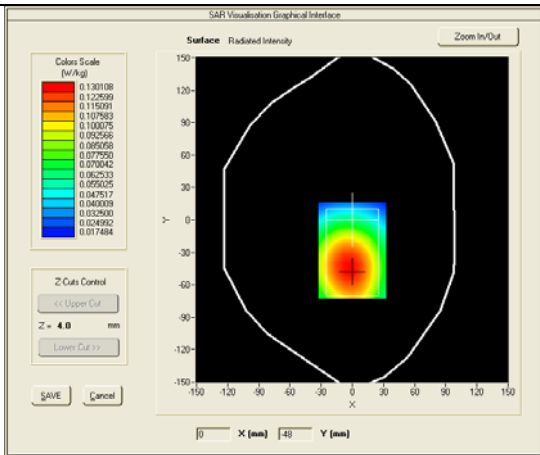 SAR Visualisation Graphical Interface
Surface Radiated Intensity
Zoom In/Out
Colors Scale
(W/kg)
0.130108
0.122599
0.115091
0.107583
0.100075
0.092566
0.085058
0.077550
0.070042
0.062533
0.055025
0.047517
0.040009
0.032500
0.024992
0.017484
Z Cuts Control
<< Upper Cut
Z = 4.0 mm
Lower Cut >>
SAVE Cancel
150
120
90
60
30
0
-30
-60
-90
-120
-150
Y
-150 -120 -90 -60 -30 0 30 60 90 120 150
X
0 X (mm) -48 Y (mm)